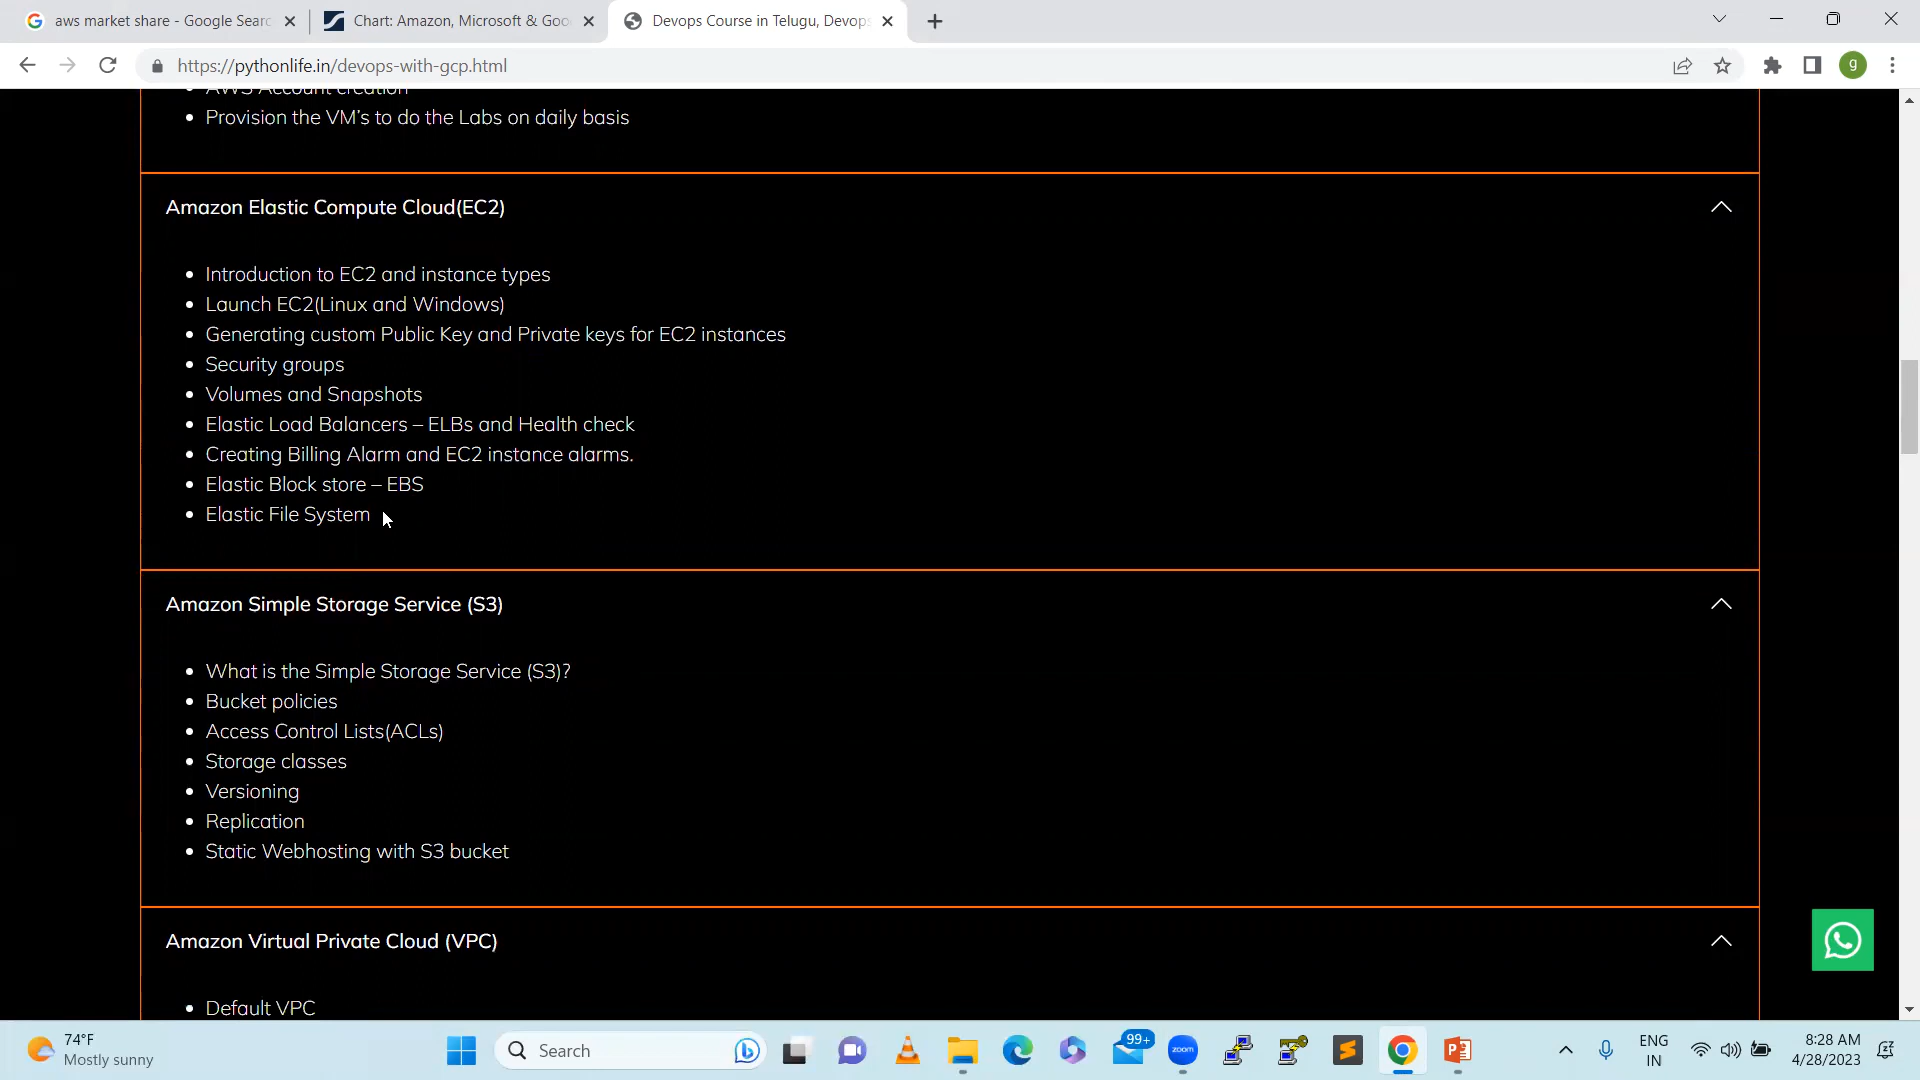 aws market share - Google Searc
Chart: Amazon, Microsoft & Goo
Devops Course in Telugu, Devops
https://pythonlife.in/devops-with-gcp.html
g
AWS Account creation
Provision the VM's to do the Labs on daily basis
Amazon Elastic Compute Cloud(EC2)
Introduction to EC2 and instance types
Launch EC2(Linux and Windows)
Generating custom Public Key and Private keys for EC2 instances
Security groups
Volumes and Snapshots
Elastic Load Balancers – ELBs and Health check
Creating Billing Alarm and EC2 instance alarms.
Elastic Block store – EBS
Elastic File System
Amazon Simple Storage Service (S3)
What is the Simple Storage Service (S3)?
Bucket policies
Access Control Lists(ACLs)
Storage classes
Versioning
Replication
Static Webhosting with S3 bucket
Amazon Virtual Private Cloud (VPC)
Default VPC
74°F
Mostly sunny
Search
99+
zoom
ENG
IN
8:28 AM
4/28/2023